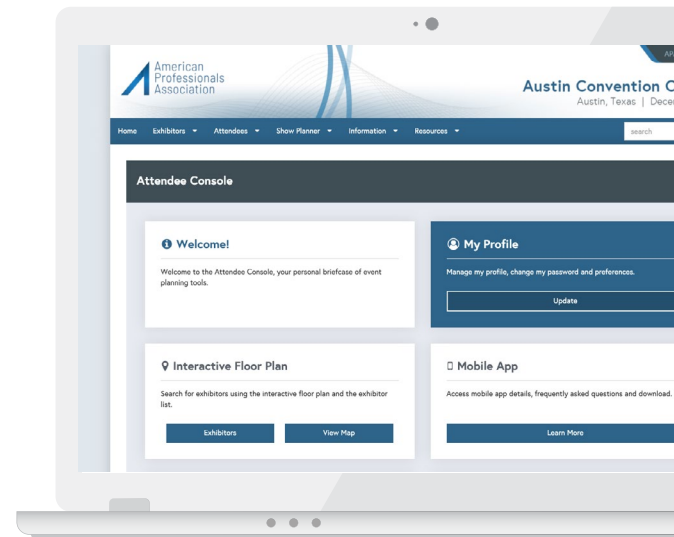 American
Professionals
Association
Austin Convention
Austin, Texas |
Home Exhibitors Attendees Show Planner Information Resources search
Attendee Console
Welcome!
Welcome to the Attendee Console, your personal briefcase of event
planning tools.
My Profile
Manage my profile, change my password and preferences.
Update
Interactive Floor Plan
Search for exhibitors using the interactive floor plan and the exhibitor
list.
Exhibitors View Map
Mobile App
Access mobile app details, frequently asked questions and download.
Learn More